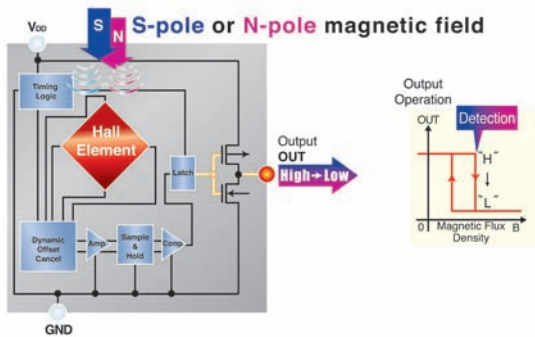 S-pole or N-pole magnetic field
S
N
VDD
Timing
Logic
Hall
Element
Latch
Output
OUT
High→Low
Dynamic
Offset
Cancel
Amp
Sample
&
Hold
Comp
GND
Output
Operation
OUT
Detection
"H"
↓
"L"
0
Magnetic Flux
Density
B